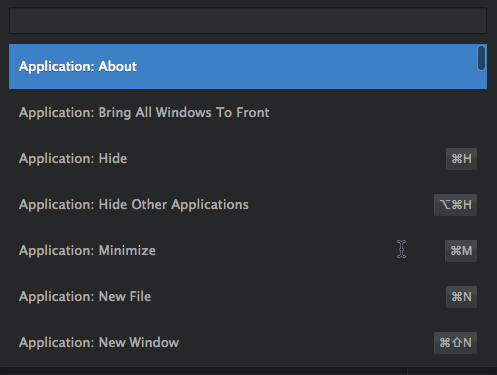 Application: About
Application: Bring All Windows To Front
Application: Hide ⌘H
Application: Hide Other Applications ⌥⌘H
Application: Minimize ⌘M
Application: New File ⌘N
Application: New Window ⌘⇧N